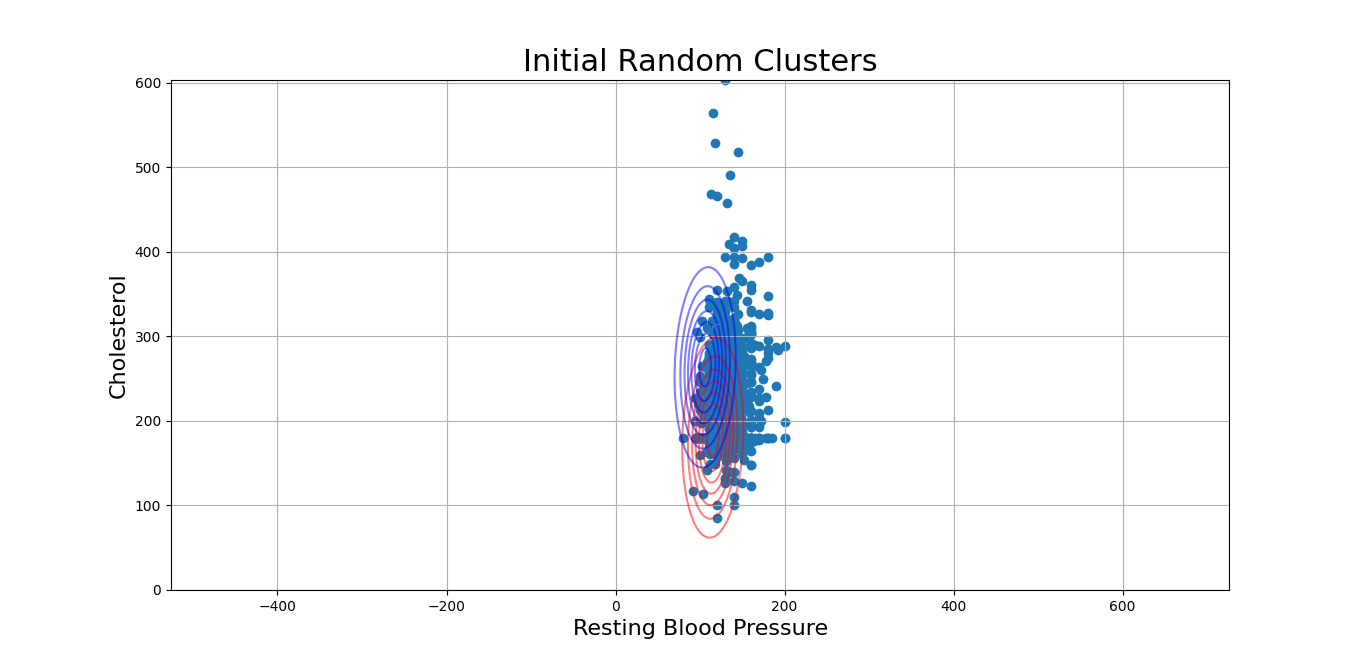 Initial Random Clusters
Cholesterol
600
500
400
300
200
100
0
−400 −200 0 200 400 600
Resting Blood Pressure